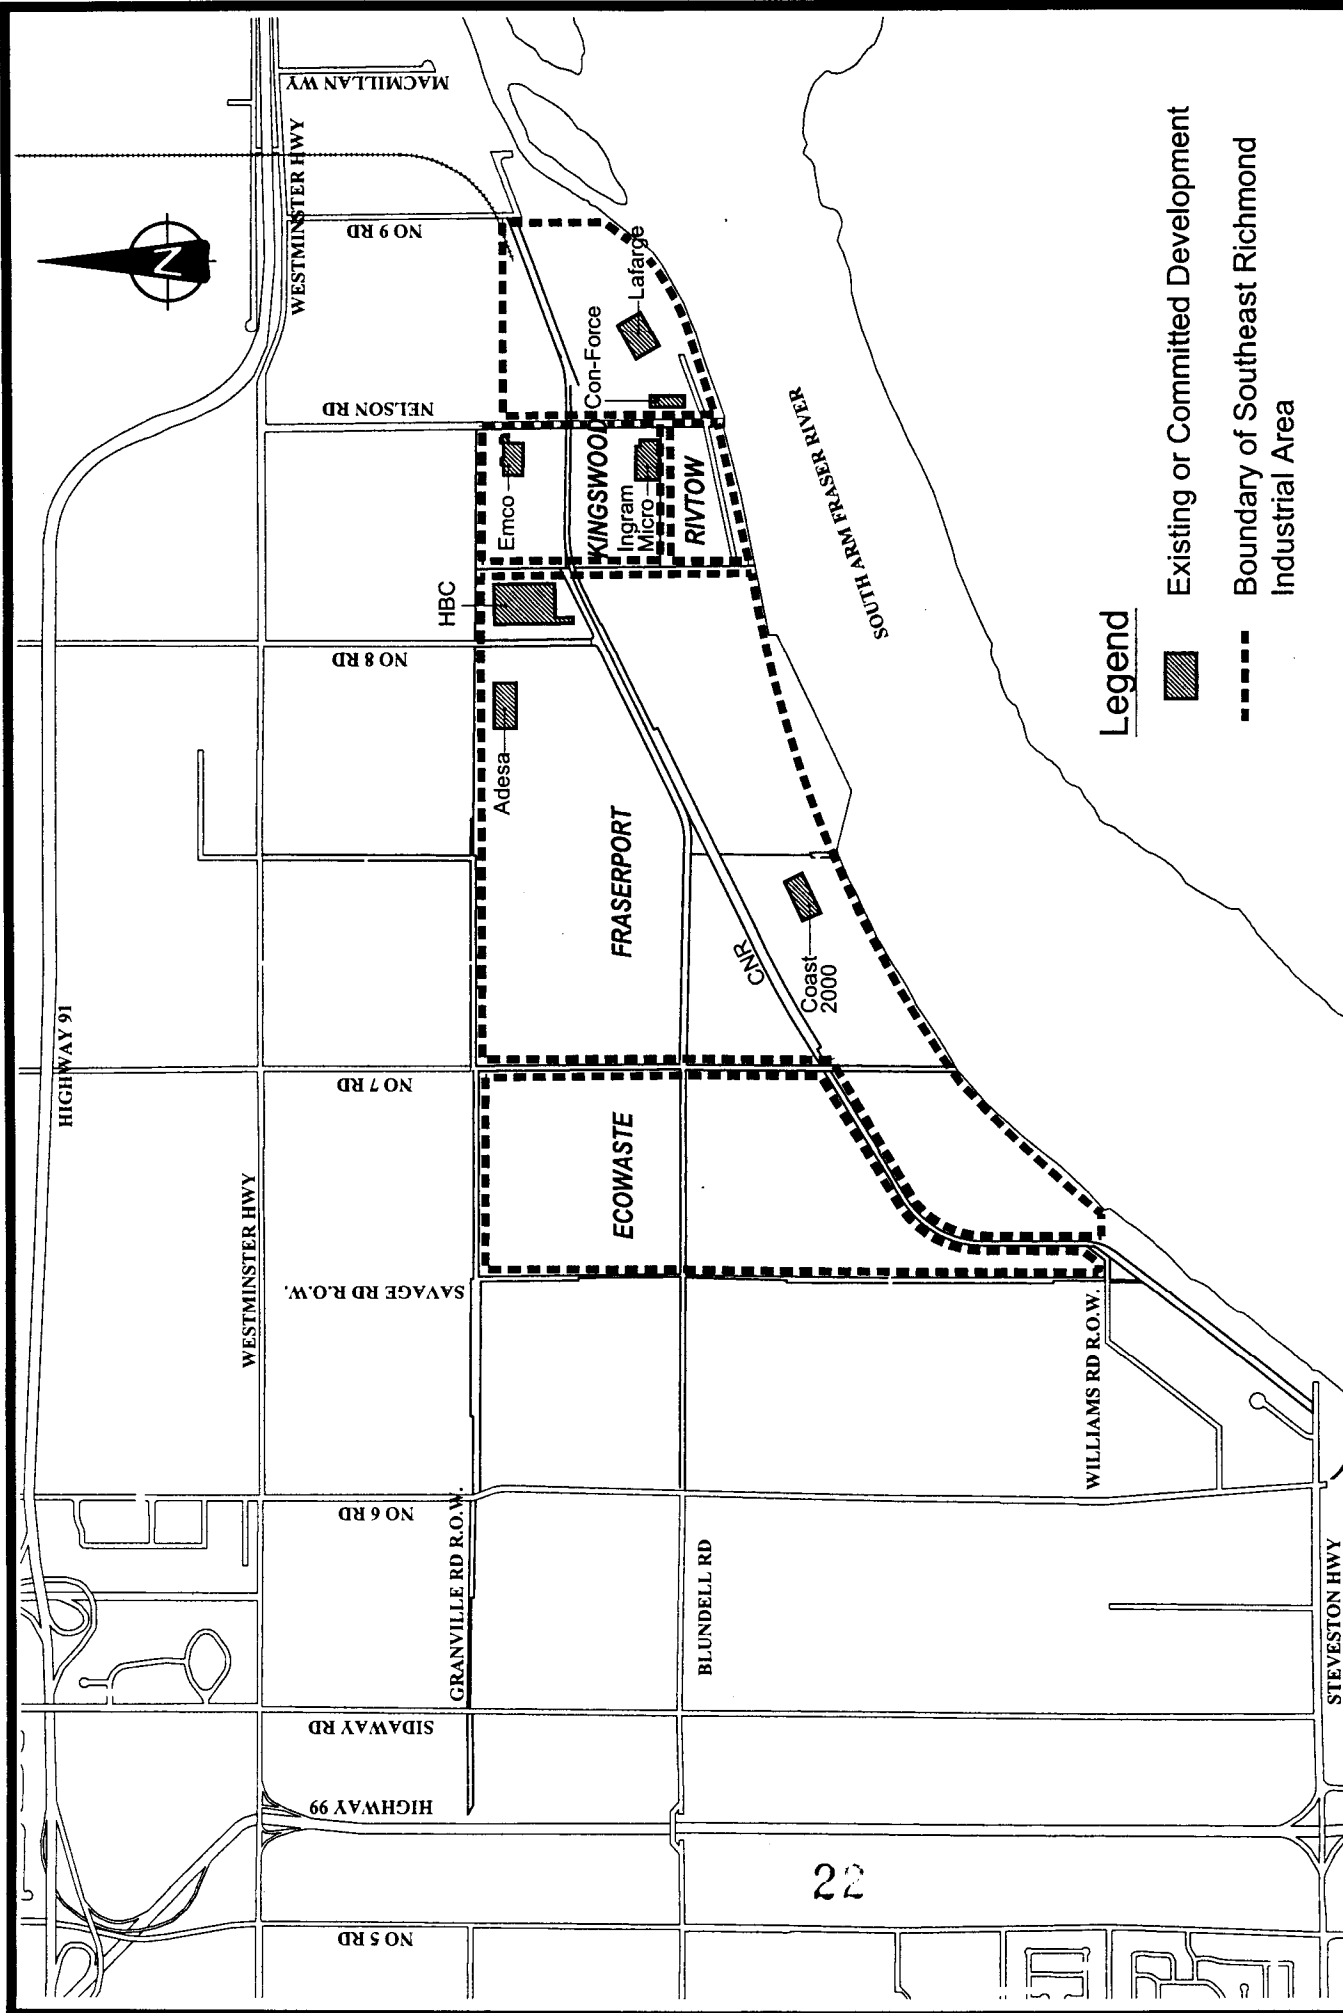 HIGHWAY 91
WESTMINSTER HWY
WESTMINSTER HWY
MACMILLAN WY
N
NO 5 RD
HIGHWAY 99
SIDAWAY RD
NO 6 RD
SAVAGE RD R.O.W.
NO 7 RD
NO 8 RD
NELSON RD
NO 9 RD
GRANVILLE RD R.O.W.
HBC
Adesa
Emco
ECOWASTE
FRASERPORT
KINGSWOOD
Con-Force
Ingram
Micro
Lafarge
RIVTOW
BLUNDELL RD
CNR
Coast
2000
SOUTH ARM FRASER RIVER
WILLIAMS RD R.O.W.
STEVESTON HWY
Legend
Existing or Committed Development
Boundary of Southeast Richmond
Industrial Area
22